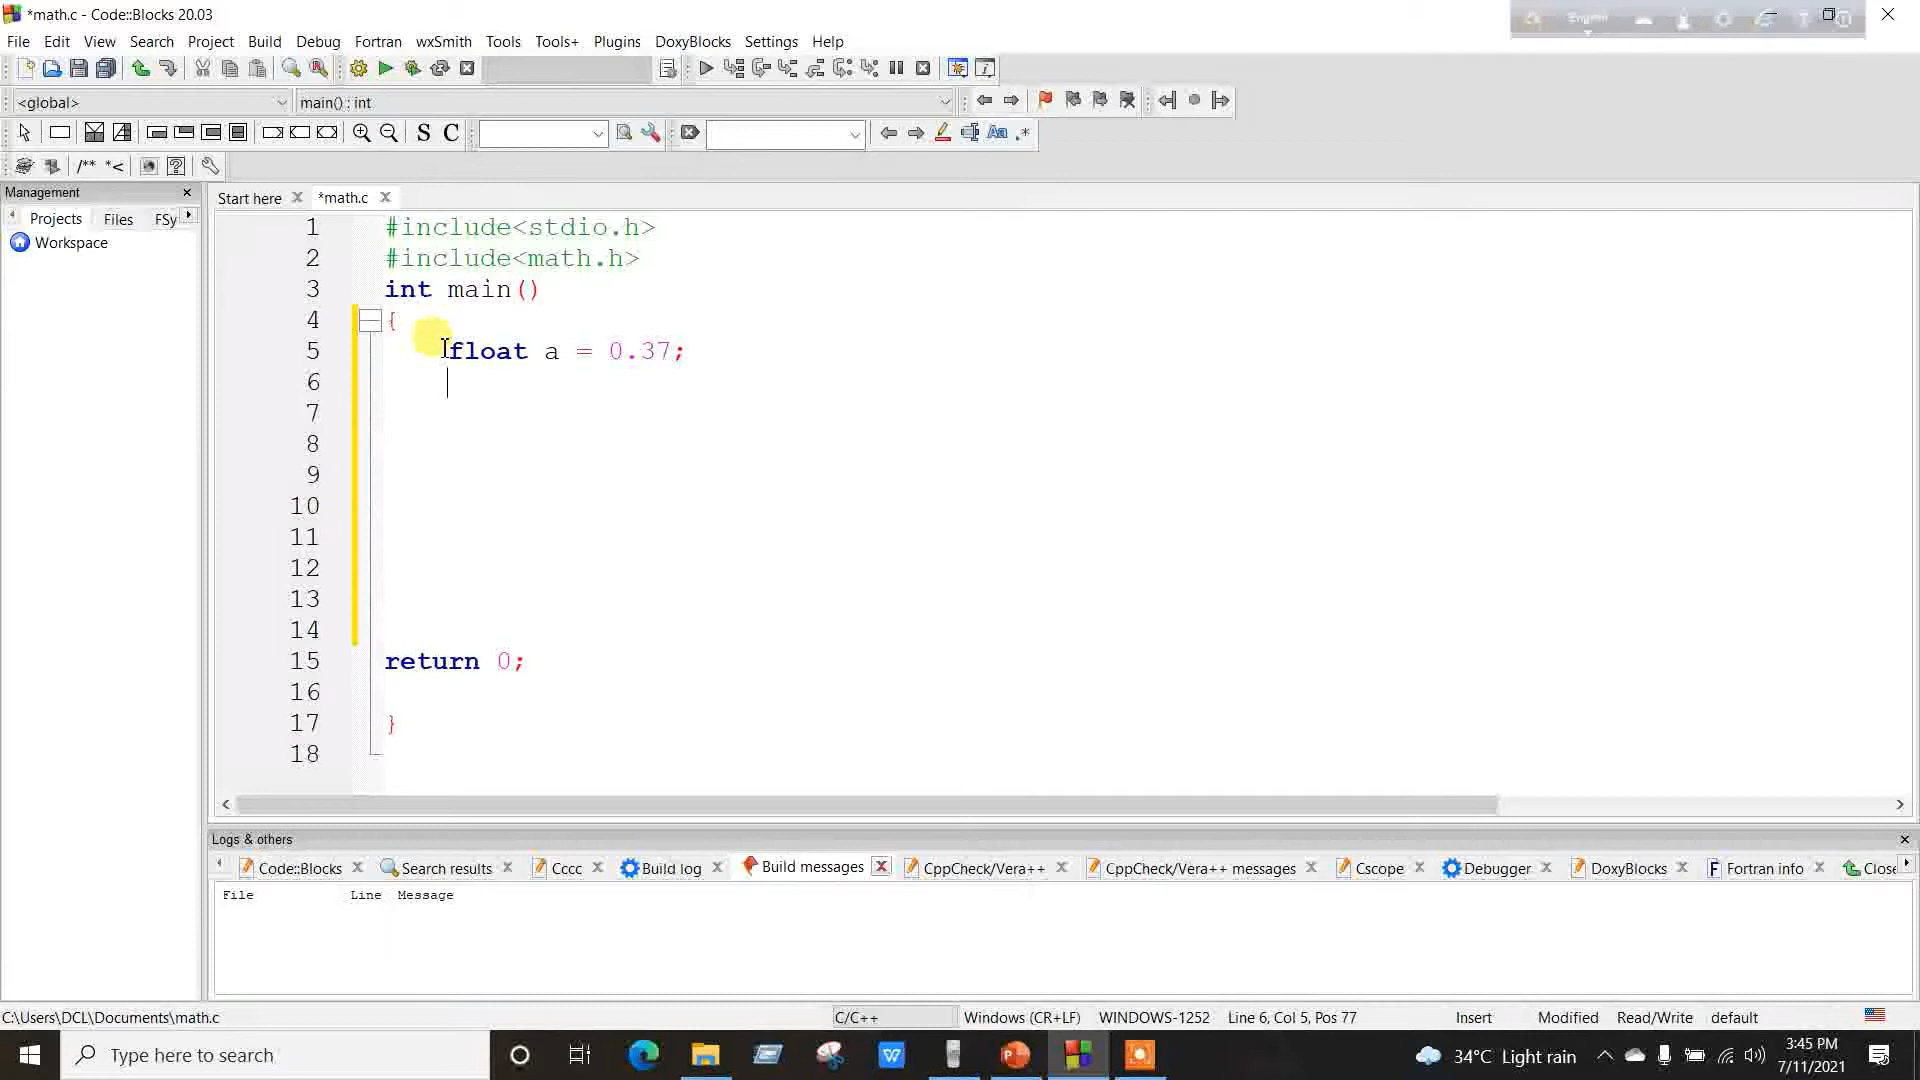 *math.c - Code::Blocks 20.03
English
File Edit View Search Project Build Debug Fortran wxSmith Tools Tools+ Plugins DoxyBlocks Settings Help
<global> main() : int
S C Aa .*
/** *<
Management
Start here *math.c
Projects Files FSy
Workspace
1 #include<stdio.h>
2 #include<math.h>
3 int main()
4 {
5 float a = 0.37;
6
7
8
9
10
11
12
13
14
15 return 0;
16
17 }
18
Logs & others
Code::Blocks Search results Cccc Build log Build messages CppCheck/Vera++ CppCheck/Vera++ messages Cscope Debugger DoxyBlocks Fortran info Close
File Line Message
C:\Users\DCL\Documents\math.c C/C++ Windows (CR+LF) WINDOWS-1252 Line 6, Col 5, Pos 77 Insert Modified Read/Write default
Type here to search 34°C Light rain 3:45 PM
7/11/2021